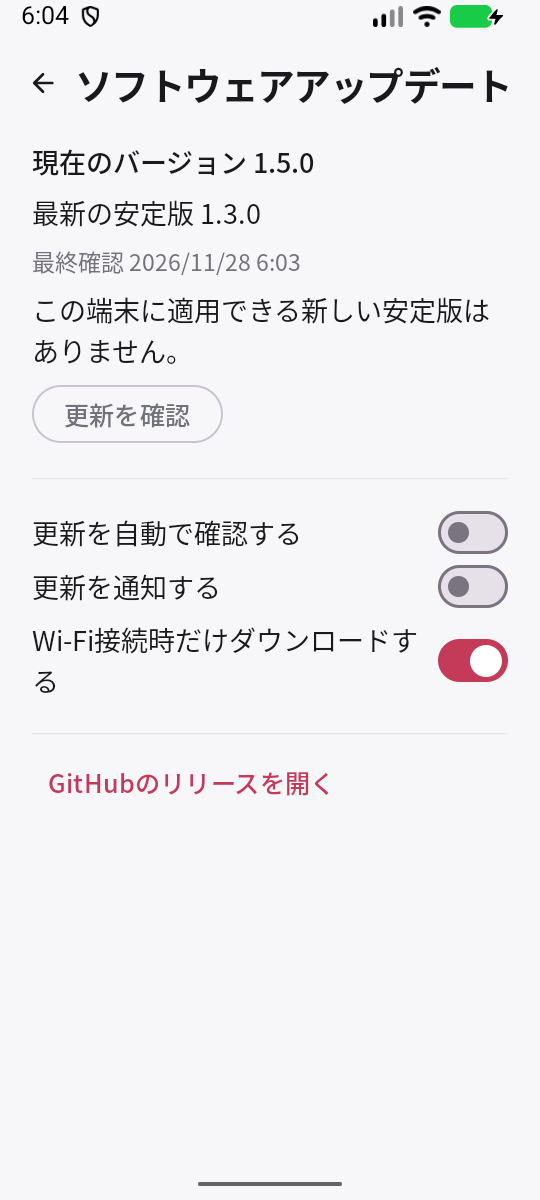 6:04
ソフトウェアアップデート
現在のバージョン 1.5.0
最新の安定版 1.3.0
最終確認 2026/11/28 6:03
この端末に適用できる新しい安定版は
ありません。
更新を確認
更新を自動で確認する
更新を通知する
Wi-Fi接続時だけダウンロードす
る
GitHubのリリースを開く